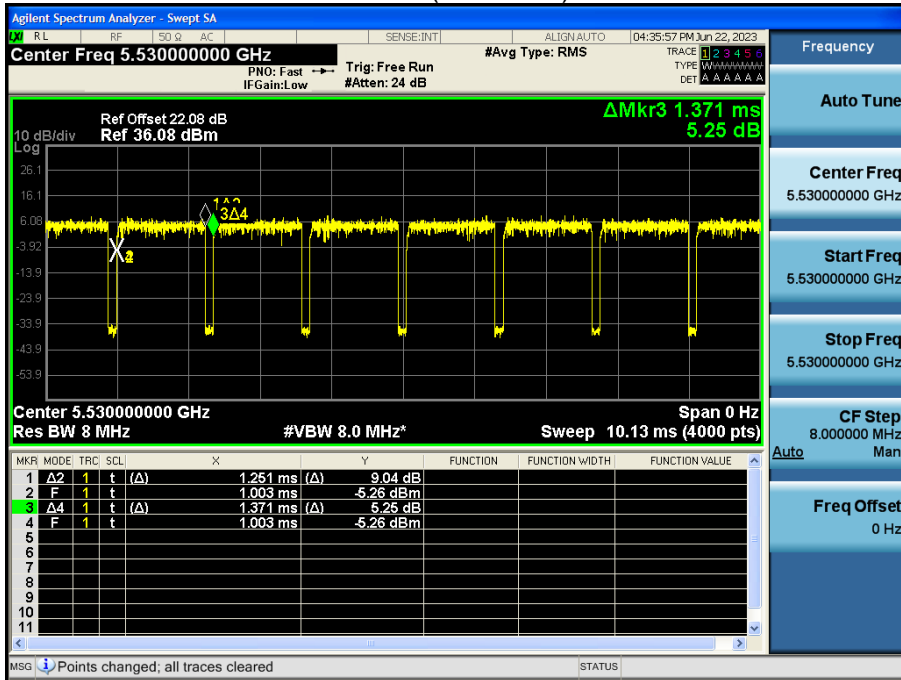 Agilent Spectrum Analyzer - Swept SA
LXI RL RF 50 Ω AC SENSE:INT ALIGN AUTO 04:35:57 PM Jun 22, 2023
Center Freq 5.530000000 GHz #Avg Type: RMS TRACE 1 2 3 4 5 6
PNO: Fast Trig: Free Run TYPE WWWWWW
IFGain:Low #Atten: 24 dB DET A A A A A A
ΔMkr3 1.371 ms
5.25 dB
Ref Offset 22.08 dB
10 dB/div Ref 36.08 dBm
Log
26.1
16.1
6.08
-3.92
-13.9
-23.9
-33.9
-43.9
-53.9
3Δ4
Center 5.530000000 GHz Span 0 Hz
Res BW 8 MHz #VBW 8.0 MHz* Sweep 10.13 ms (4000 pts)
MKR MODE TRC SCL X Y FUNCTION FUNCTION WIDTH FUNCTION VALUE
1 Δ2 1 t (Δ) 1.251 ms (Δ) 9.04 dB
2 F 1 t 1.003 ms -5.26 dBm
3 Δ4 1 t (Δ) 1.371 ms (Δ) 5.25 dB
4 F 1 t 1.003 ms -5.26 dBm
5
6
7
8
9
10
11
MSG Points changed; all traces cleared STATUS
Frequency
Auto Tune
Center Freq
5.530000000 GHz
Start Freq
5.530000000 GHz
Stop Freq
5.530000000 GHz
CF Step
8.000000 MHz
Auto Man
Freq Offset
0 Hz